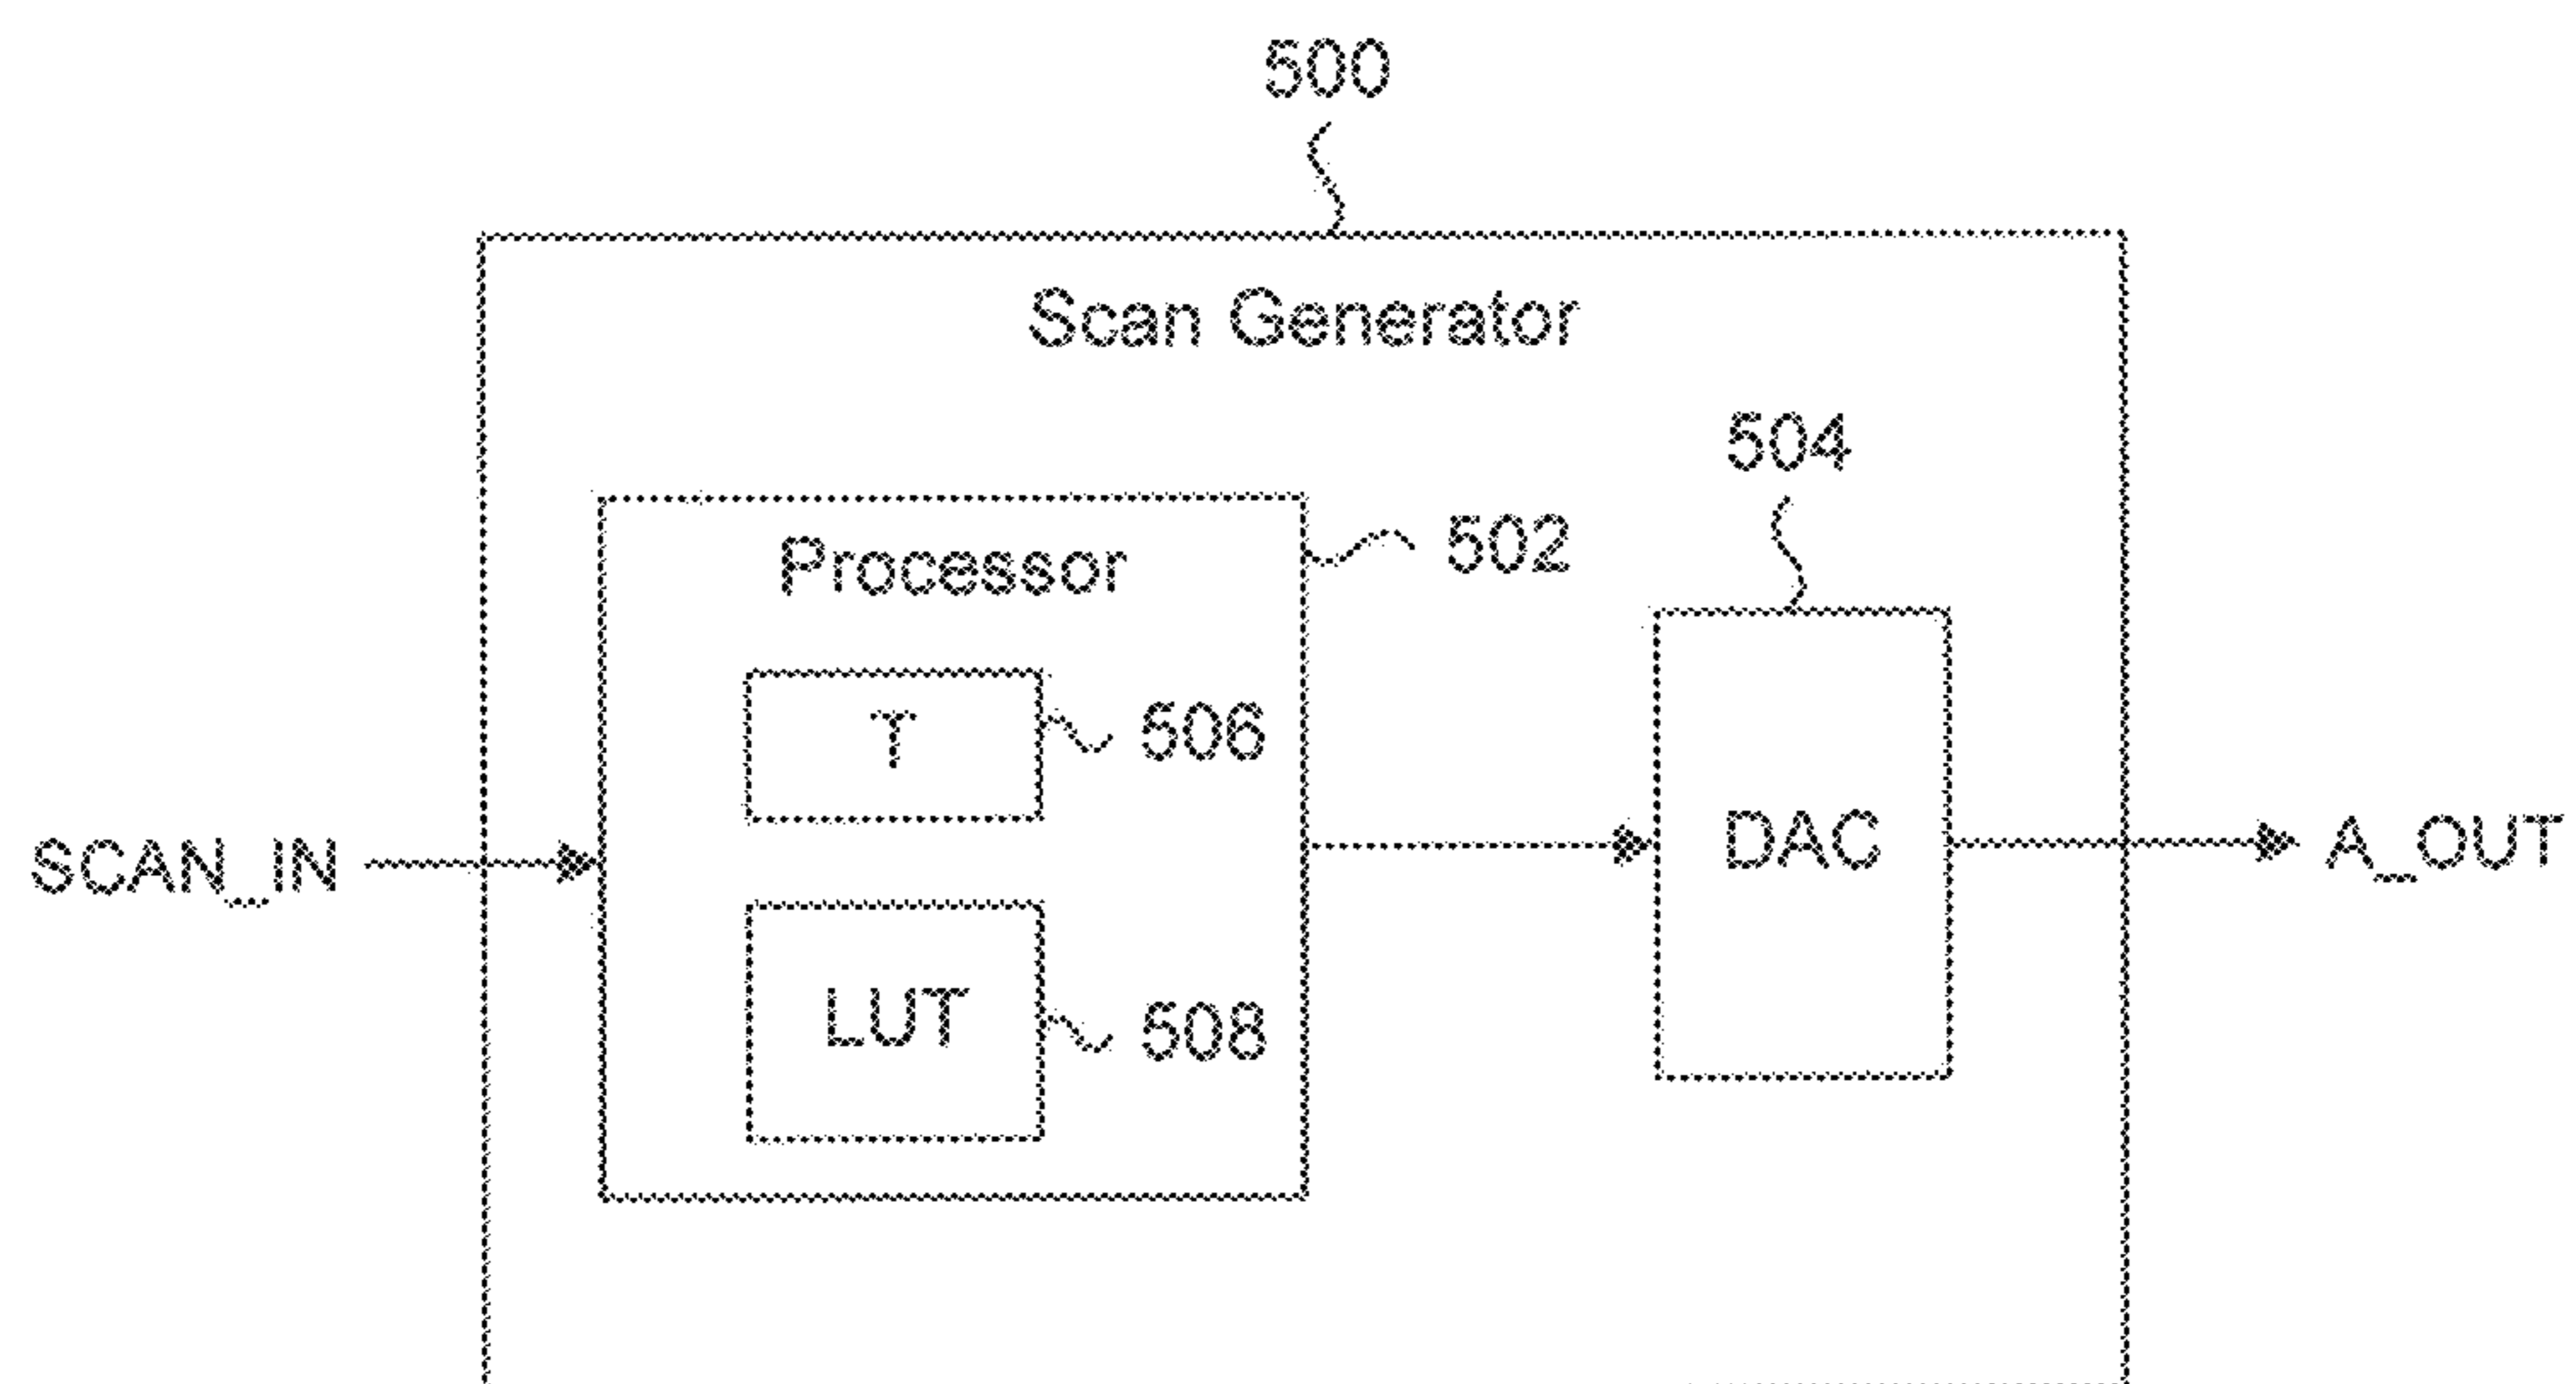 500
Scan Generator
504
Processor
502
T
506
SCAN_IN
DAC
A_OUT
LUT
508